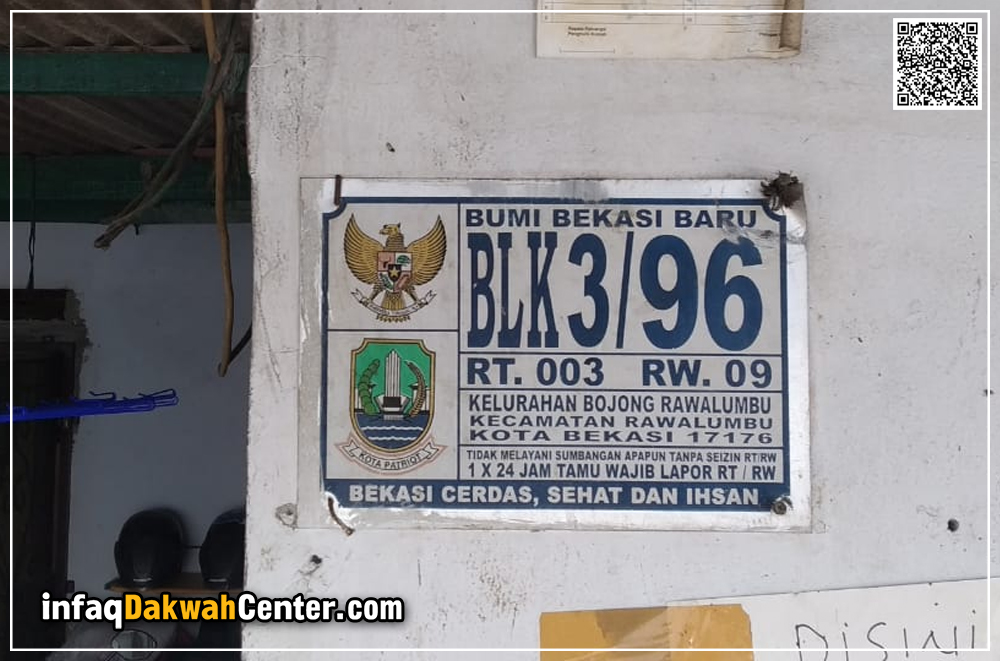 BUMI BEKASI BARU
BLK 3/96
RT. 003 RW. 09
KELURAHAN BOJONG RAWALUMBU
KECAMATAN RAWALUMBU
KOTA BEKASI 17176
TIDAK MELAYANI SUMBANGAN APAPUN TANPA SEIZIN RT/RW
1 X 24 JAM TAMU WAJIB LAPOR RT / RW
KOTA PATRIOT
BEKASI CERDAS, SEHAT DAN IHSAN
infaqDakwahCenter.com
DISINI